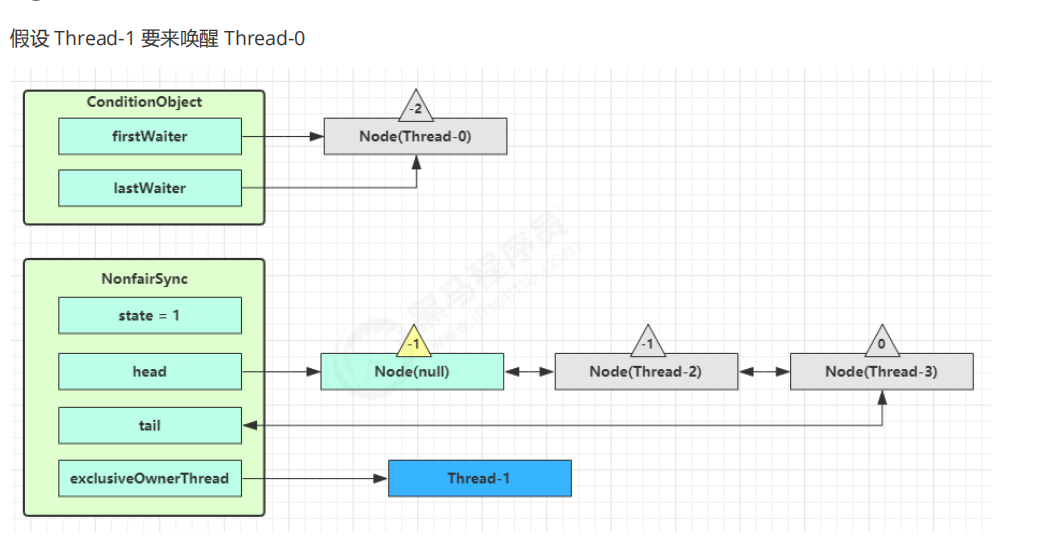 假设 Thread-1 要来唤醒 Thread-0
ConditionObject
-2
firstWaiter
Node(Thread-0)
lastWaiter
NonfairSync
state = 1
-1
-1
0
head
Node(null)
Node(Thread-2)
Node(Thread-3)
tail
exclusiveOwnerThread
Thread-1
黑马程序员
www.itheima.com